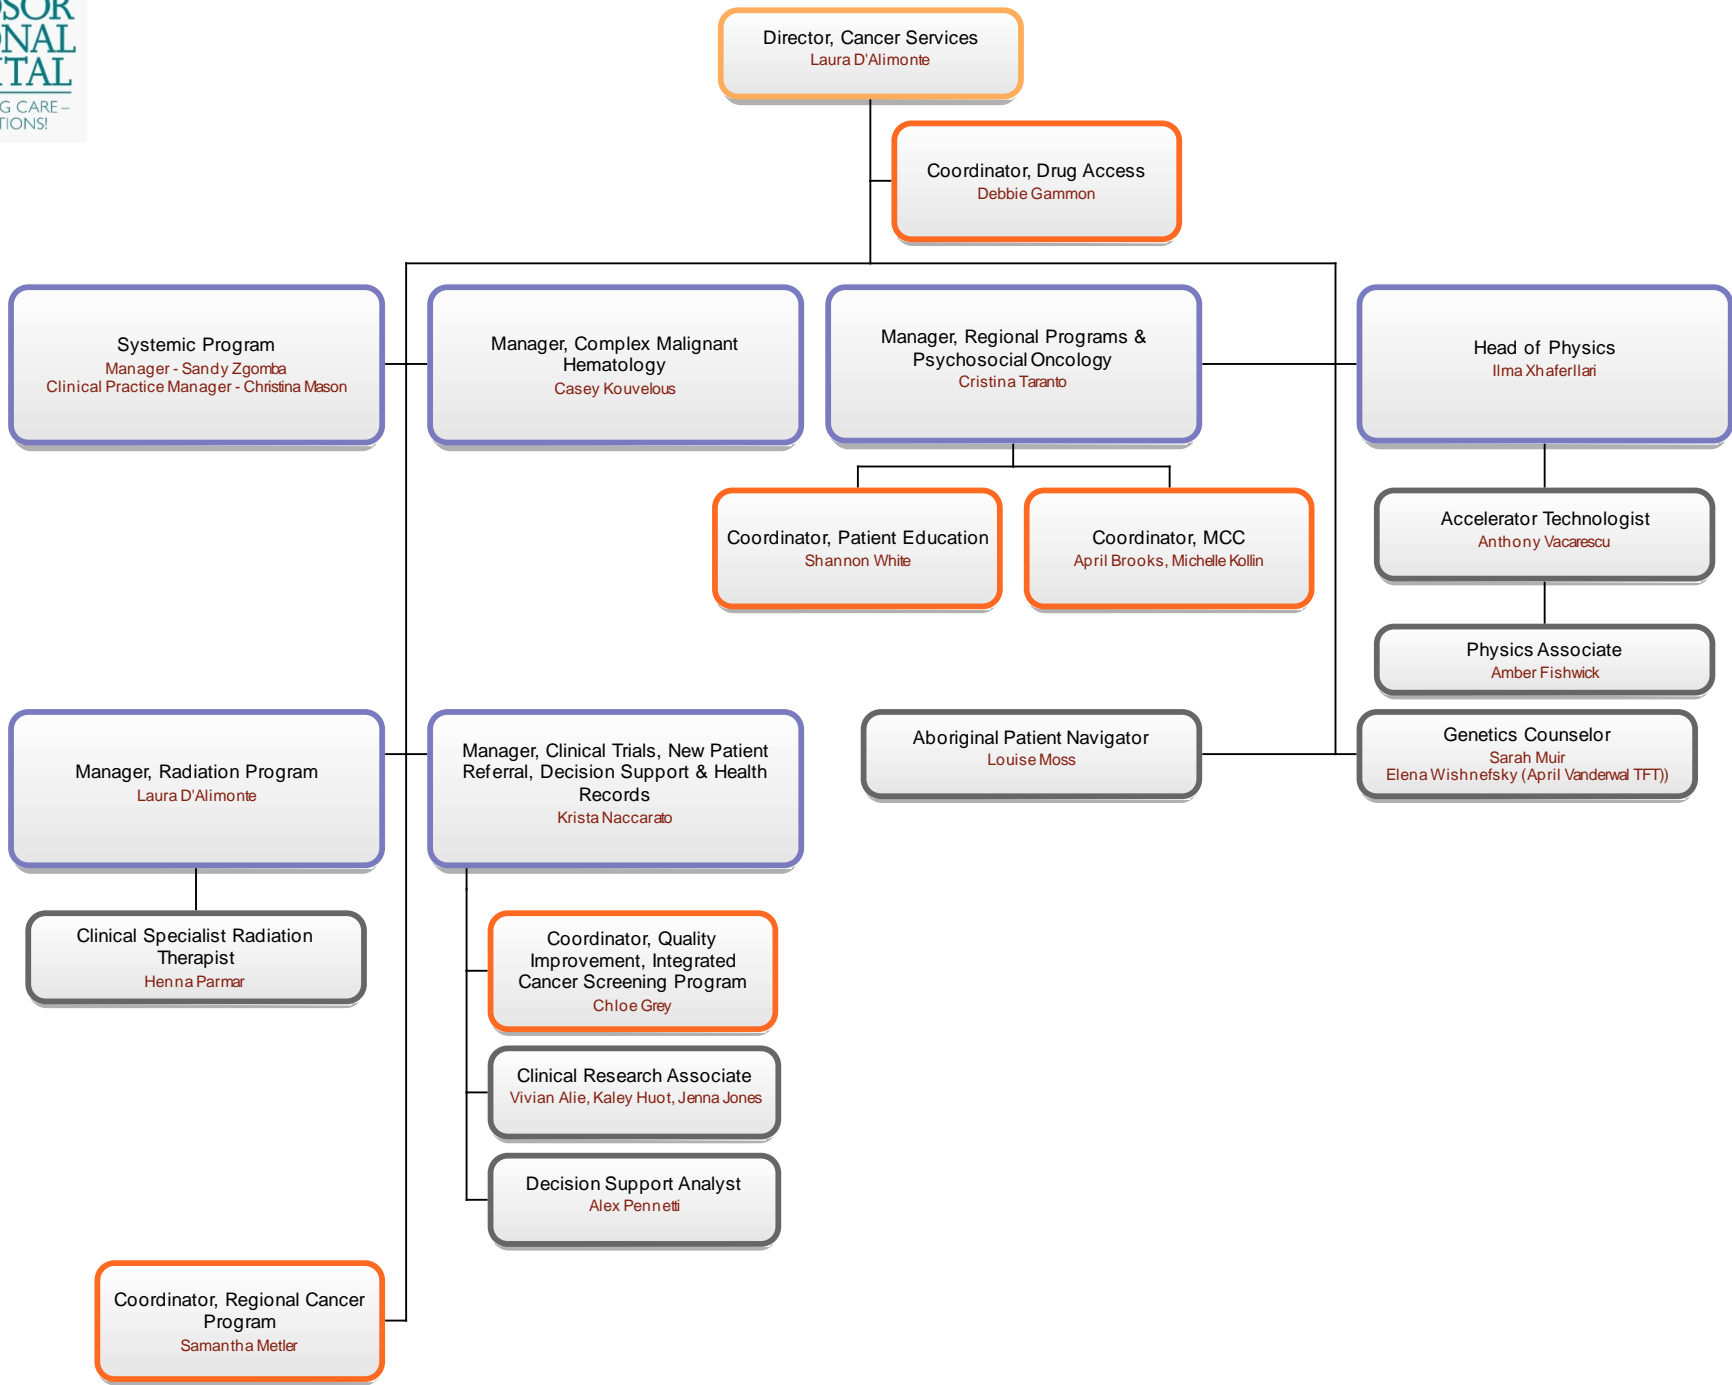 TAL
Director, Cancer Services
Laura D'Alimonte
Coordinator, Drug Access
Debbie Gammon
Systemic Program
Manager - Sandy Zgomba
Clinical Practice Manager - Christina Mason
Manager, Complex Malignant
Hematology
Casey Kouvelous
Manager, Regional Programs &
Psychosocial Oncology
Cristina Taranto
Head of Physics
Ilma Xhaferllari
Coordinator, Patient Education
Shannon White
Coordinator, MCC
April Brooks, Michelle Kollin
Accelerator Technologist
Anthony Vacarescu
Physics Associate
Amber Fishwick
Manager, Radiation Program
Laura D'Alimonte
Manager, Clinical Trials, New Patient
Referral, Decision Support & Health
Records
Krista Naccarato
Aboriginal Patient Navigator
Louise Moss
Genetics Counselor
Sarah Muir
Elena Wishnefsky (April Vanderwal TFT))
Clinical Specialist Radiation
Therapist
Henna Parmar
Coordinator, Quality
Improvement, Integrated
Cancer Screening Program
Chloe Grey
Clinical Research Associate
Vivian Alie, Kaley Huot, Jenna Jones
Decision Support Analyst
Alex Pennetti
Coordinator, Regional Cancer
Program
Samantha Metler